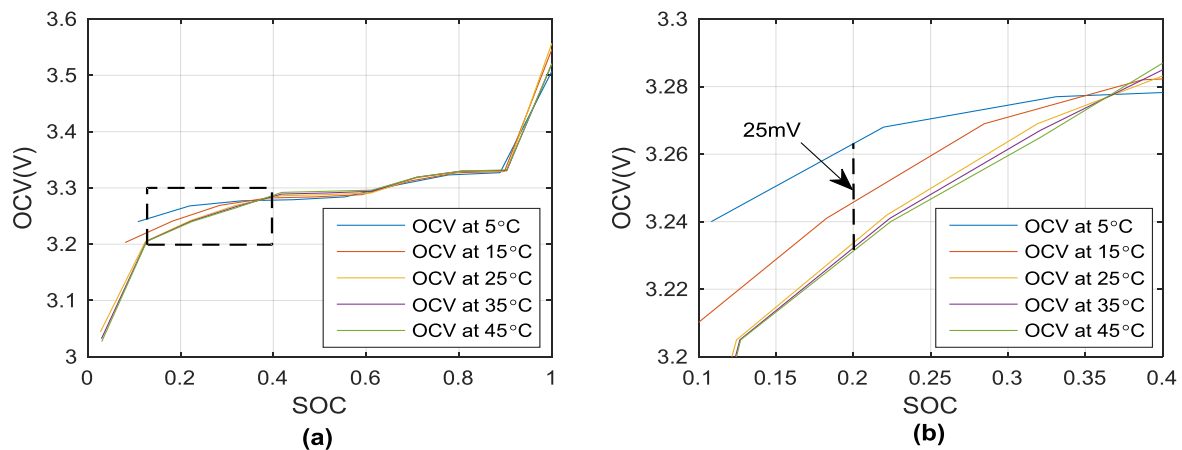 3.6
3.5
3.4
3.3
3.2
3.1
3
OCV(V)
0
0.2
0.4
0.6
0.8
1
SOC
OCV at 5°C
OCV at 15°C
OCV at 25°C
OCV at 35°C
OCV at 45°C
(a)
3.3
3.28
3.26
3.24
3.22
3.2
OCV(V)
25mV
0.1
0.15
0.2
0.25
0.3
0.35
0.4
SOC
OCV at 5°C
OCV at 15°C
OCV at 25°C
OCV at 35°C
OCV at 45°C
(b)